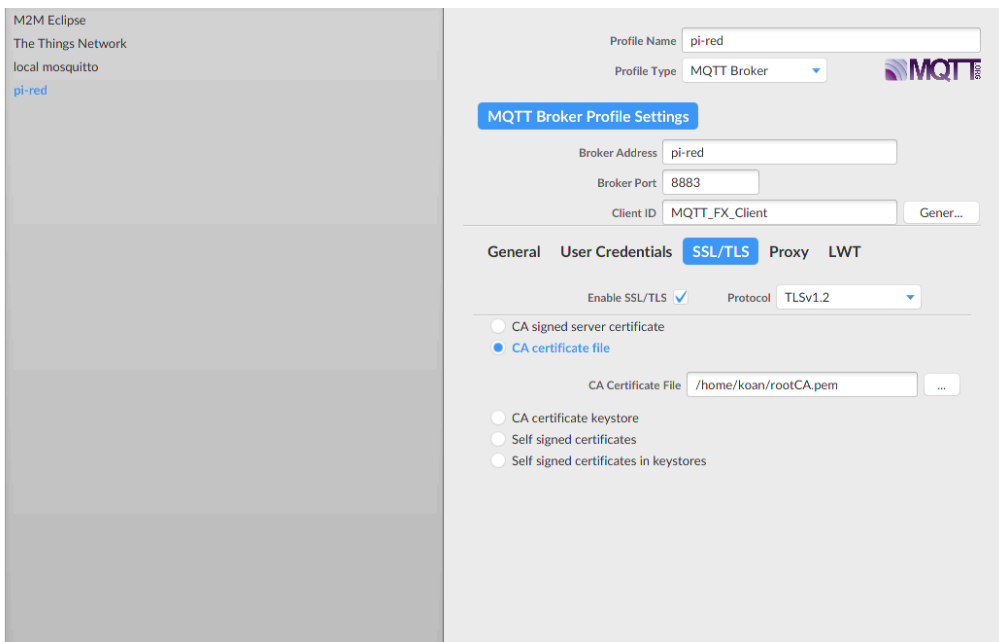 M2M Eclipse
The Things Network
local mosquitto
pi-red
Profile Name pi-red
Profile Type MQTT Broker
MQTT
MQTT Broker Profile Settings
Broker Address pi-red
Broker Port 8883
Client ID MQTT_FX_Client Gener...
General User Credentials SSL/TLS Proxy LWT
Enable SSL/TLS Protocol TLSv1.2
CA signed server certificate
CA certificate file
CA Certificate File /home/koan/rootCA.pem ...
CA certificate keystore
Self signed certificates
Self signed certificates in keystores